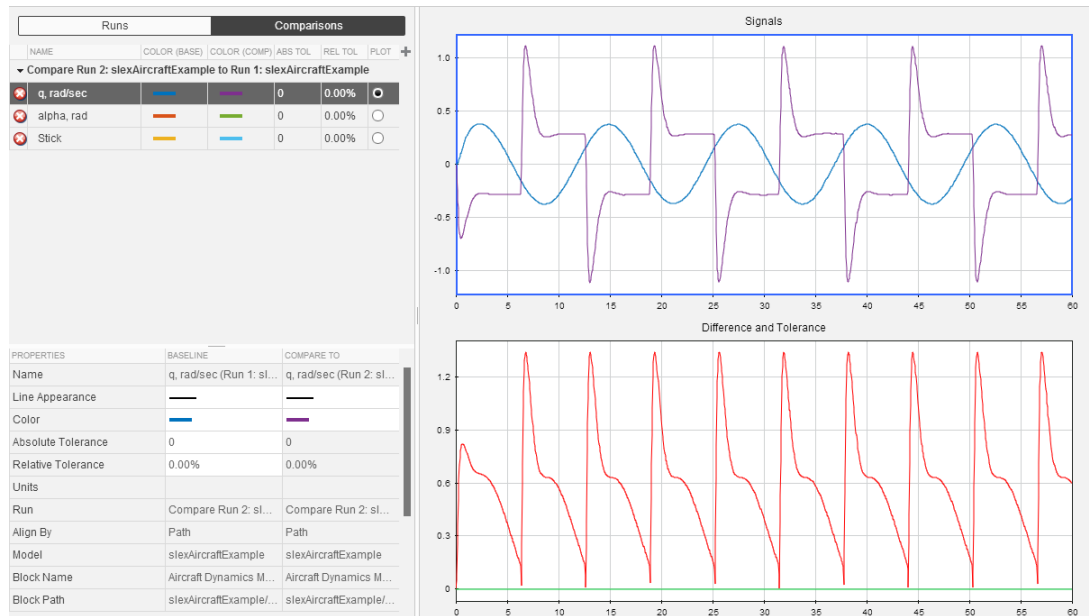 Runs Comparisons
NAME COLOR (BASE) COLOR (COMP) ABS TOL REL TOL PLOT
Compare Run 2: slexAircraftExample to Run 1: slexAircraftExample
q, rad/sec 0 0.00%
alpha, rad 0 0.00%
Stick 0 0.00%
PROPERTIES BASELINE COMPARE TO
Name q, rad/sec (Run 1: sl... q, rad/sec (Run 2: sl...
Line Appearance
Color
Absolute Tolerance 0 0
Relative Tolerance 0.00% 0.00%
Units
Run Compare Run 2: sl... Compare Run 2: sl...
Align By Path Path
Model slexAircraftExample slexAircraftExample
Block Name Aircraft Dynamics M... Aircraft Dynamics M...
Block Path slexAircraftExample/... slexAircraftExample/...
Signals
1.0
0.5
0
-0.5
-1.0
0 5 10 15 20 25 30 35 40 45 50 55 60
Difference and Tolerance
1.2
0.9
0.6
0.3
0
0 5 10 15 20 25 30 35 40 45 50 55 60